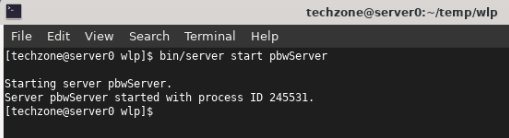 techzone@server0:~/temp/wlp
File Edit View Search Terminal Help
[techzone@server0 wlp]$ bin/server start pbwServer
Starting server pbwServer.
Server pbwServer started with process ID 245531.
[techzone@server0 wlp]$